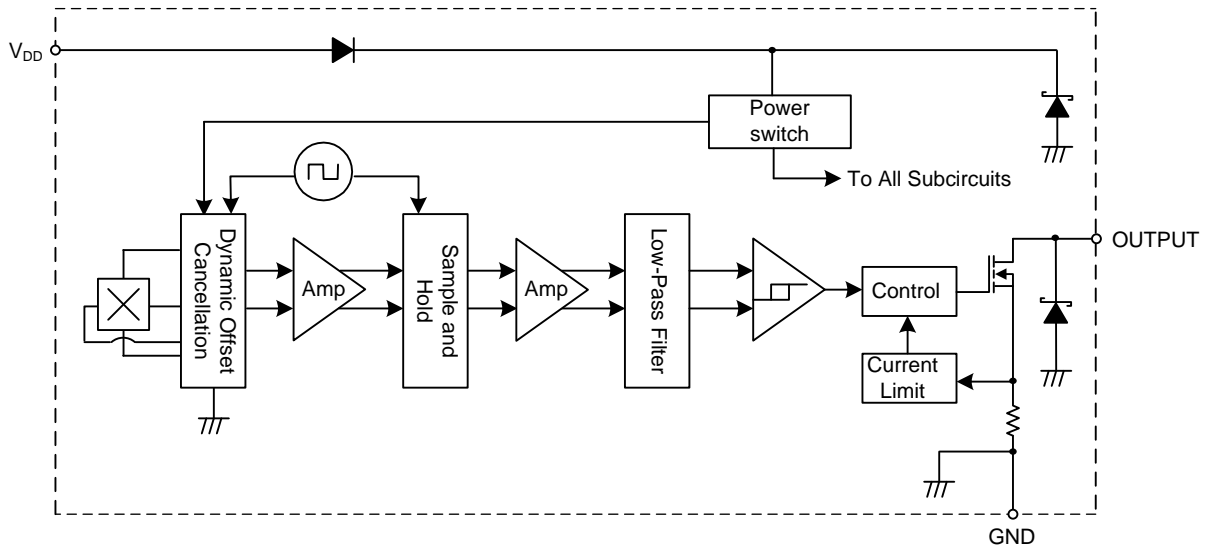 VDD
Power
switch
To All Subcircuits
Dynamic Offset
Cancellation
Amp
Sample and
Hold
Amp
Low-Pass Filter
Control
Current
Limit
OUTPUT
GND